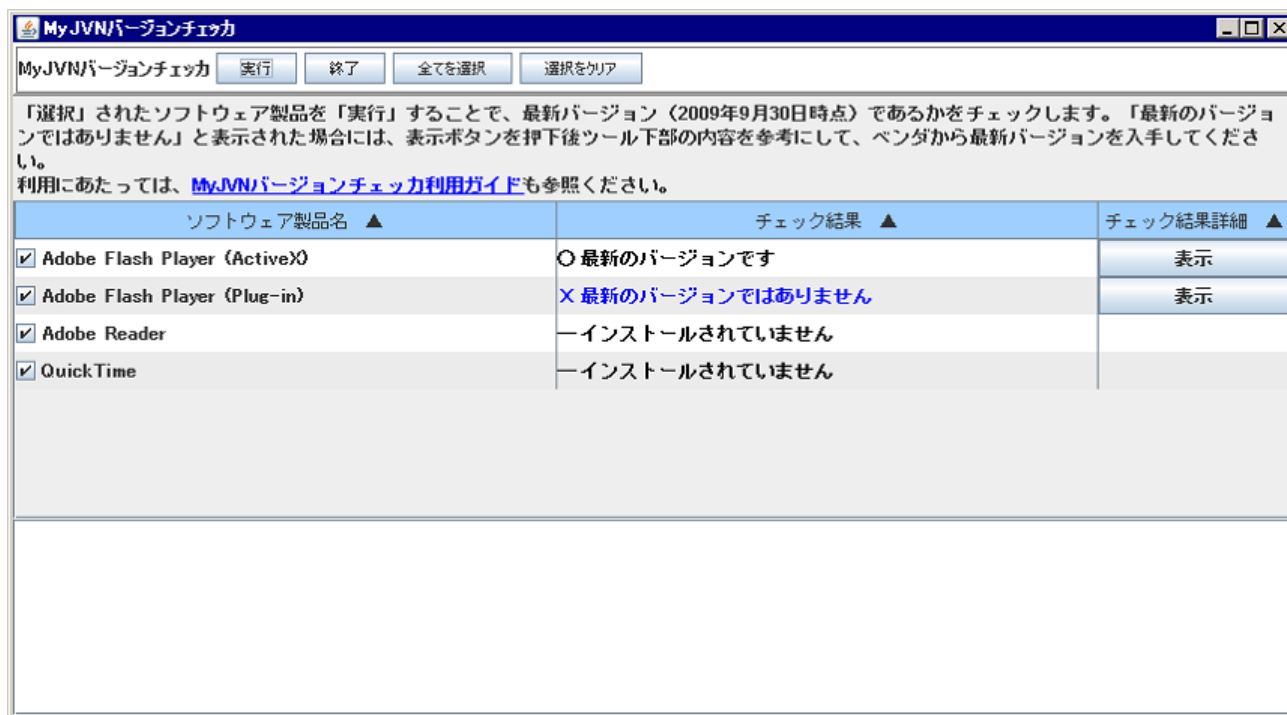 MyJVNバージョンチェッカ
MyJVNバージョンチェッカ 実行 終了 全てを選択 選択をクリア
「選択」されたソフトウェア製品を「実行」することで、最新バージョン（2009年9月30日時点）であるかをチェックします。「最新のバージョ
ンではありません」と表示された場合には、表示ボタンを押下後ツール下部の内容を参考にして、ベンダから最新バージョンを入手してくださ
い。
利用にあたっては、MyJVNバージョンチェッカ利用ガイドも参照ください。
ソフトウェア製品名 ▲ チェック結果 ▲ チェック結果詳細 ▲
Adobe Flash Player (ActiveX) ○ 最新のバージョンです 表示
Adobe Flash Player (Plug-in) × 最新のバージョンではありません 表示
Adobe Reader ーインストールされていません
QuickTime ーインストールされていません